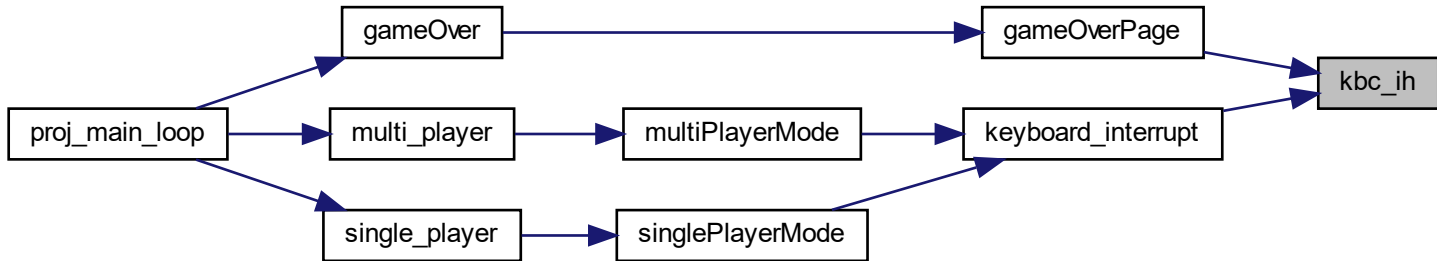 gameOver
gameOverPage
kbc_ih
proj_main_loop
multi_player
multiPlayerMode
keyboard_interrupt
single_player
singlePlayerMode